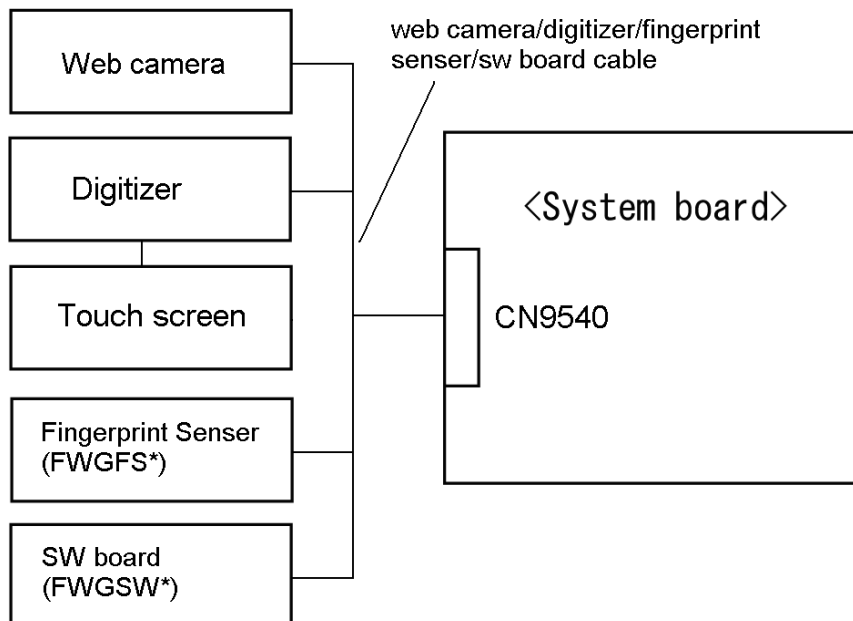 web camera/digitizer/fingerprint
senser/sw board cable
Web camera
Digitizer
Touch screen
Fingerprint Senser
(FWGFS*)
SW board
(FWGSW*)
<System board>
CN9540